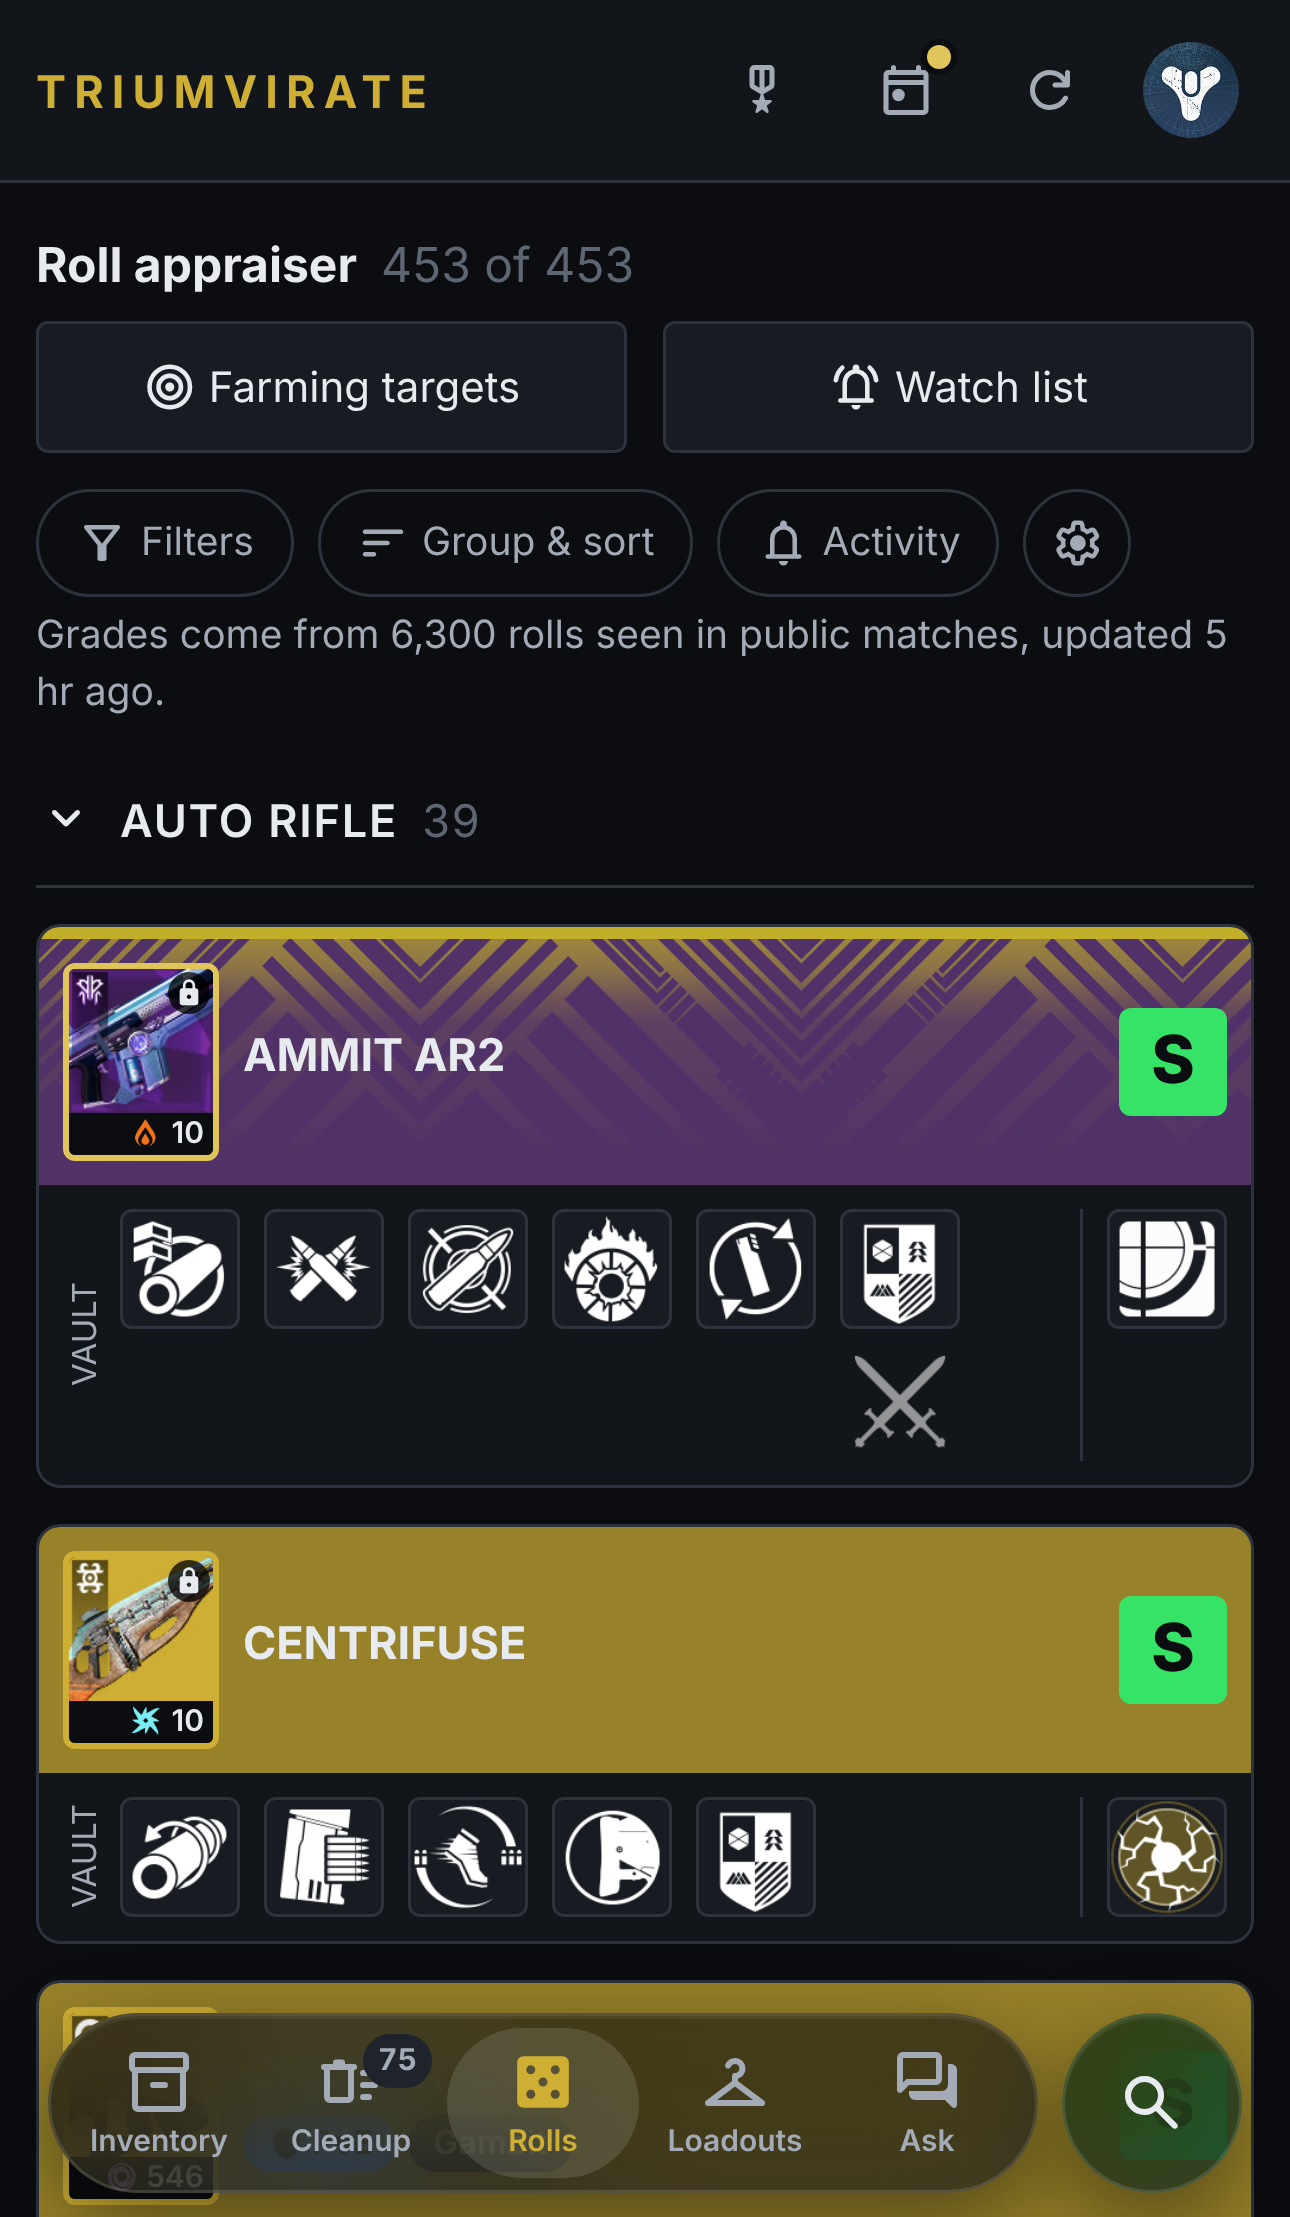 TRIUMVIRATE
Roll appraiser 453 of 453
Farming targets
Watch list
Filters
Group & sort
Activity
Grades come from 6,300 rolls seen in public matches, updated 5
hr ago.
AUTO RIFLE 39
AMMIT AR2
S
10
VAULT
CENTRIFUSE
S
10
VAULT
75
Inventory
Cleanup
Rolls
Loadouts
Ask
546